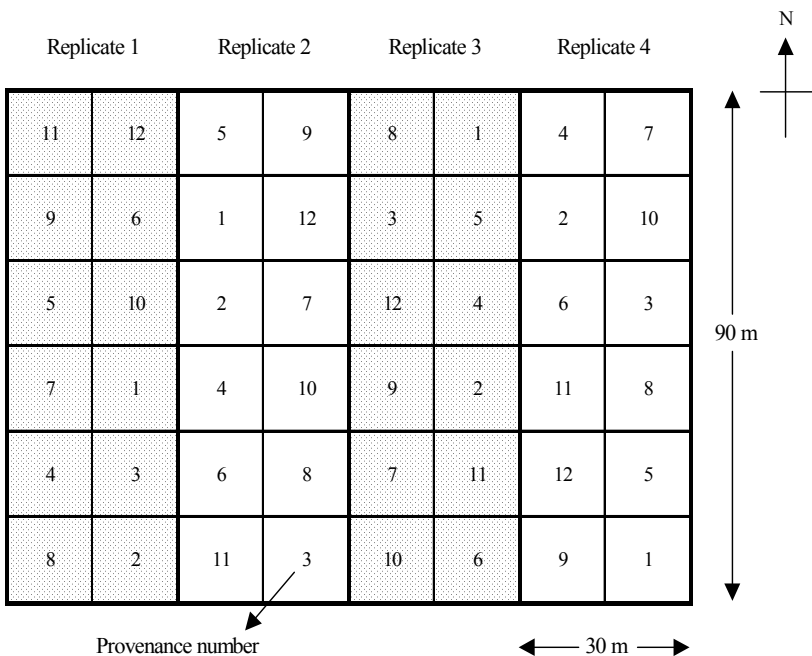 N
Replicate 1 Replicate 2 Replicate 3 Replicate 4
11 12 5 9 8 1 4 7
9 6 1 12 3 5 2 10
5 10 2 7 12 4 6 3
90 m
7 1 4 10 9 2 11 8
4 3 6 8 7 11 12 5
8 2 11 3 10 6 9 1
Provenance number 30 m